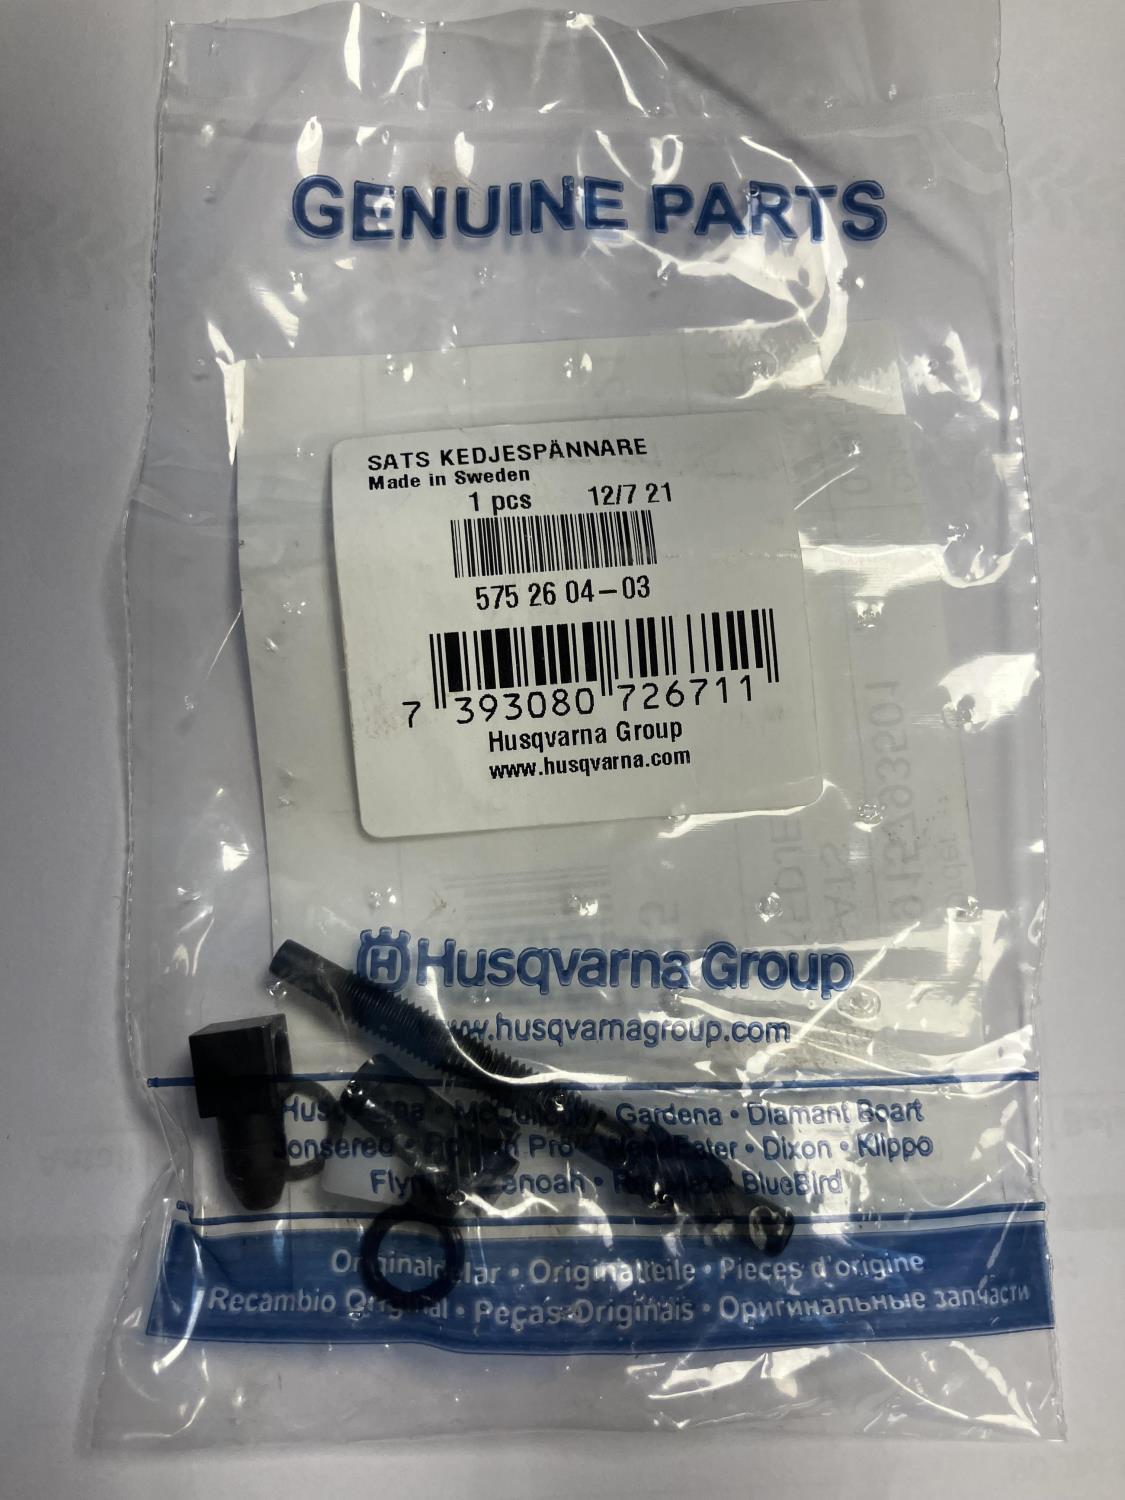 GENUINE PARTS
SATS KEDJESPÄNNARE
Made in Sweden
1 pcs 12/7 21
575 26 04-03
7 393080 726711
Husqvarna Group
www.husqvarna.com
Husqvarna Group
www.husqvarnagroup.com
Gardena • Diamant Boart
Jonsered • Dixon • Klippo
BlueBird
Originaldelar • Originalteile • Pieces d'origine
Recambio Original • Peças Originais • Оригинальные запчасти